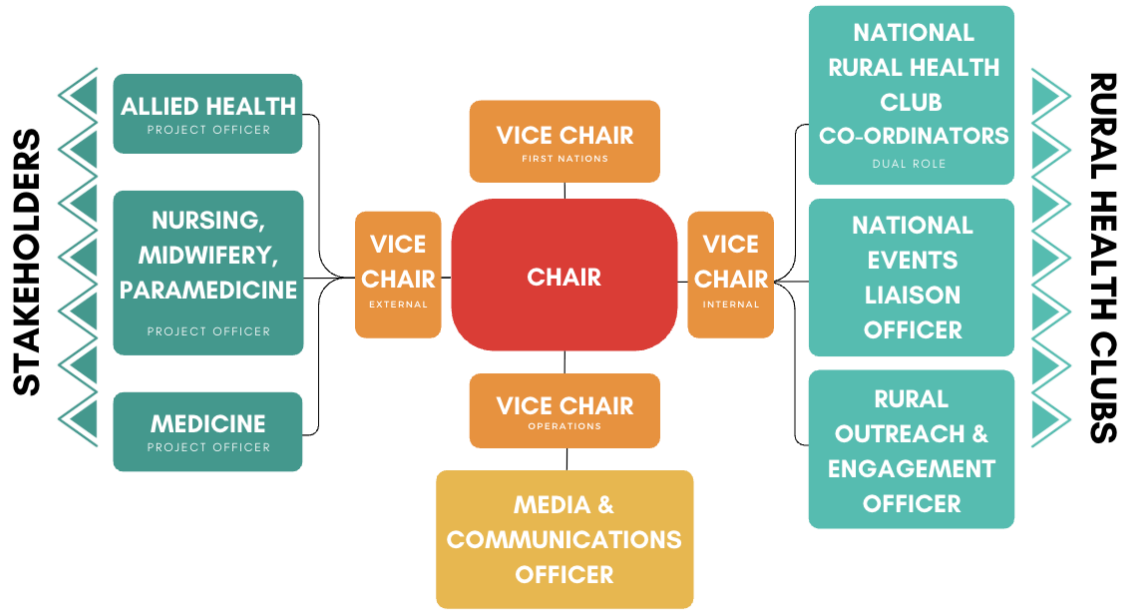 STAKEHOLDERS
ALLIED HEALTH
PROJECT OFFICER
NURSING,
MIDWIFERY,
PARAMEDICINE
PROJECT OFFICER
MEDICINE
PROJECT OFFICER
VICE
CHAIR
EXTERNAL
VICE CHAIR
FIRST NATIONS
CHAIR
VICE CHAIR
OPERATIONS
MEDIA &
COMMUNICATIONS
OFFICER
VICE
CHAIR
INTERNAL
NATIONAL
RURAL HEALTH
CLUB
CO-ORDINATORS
DUAL ROLE
NATIONAL
EVENTS
LIAISON
OFFICER
RURAL
OUTREACH &
ENGAGEMENT
OFFICER
RURAL HEALTH CLUBS